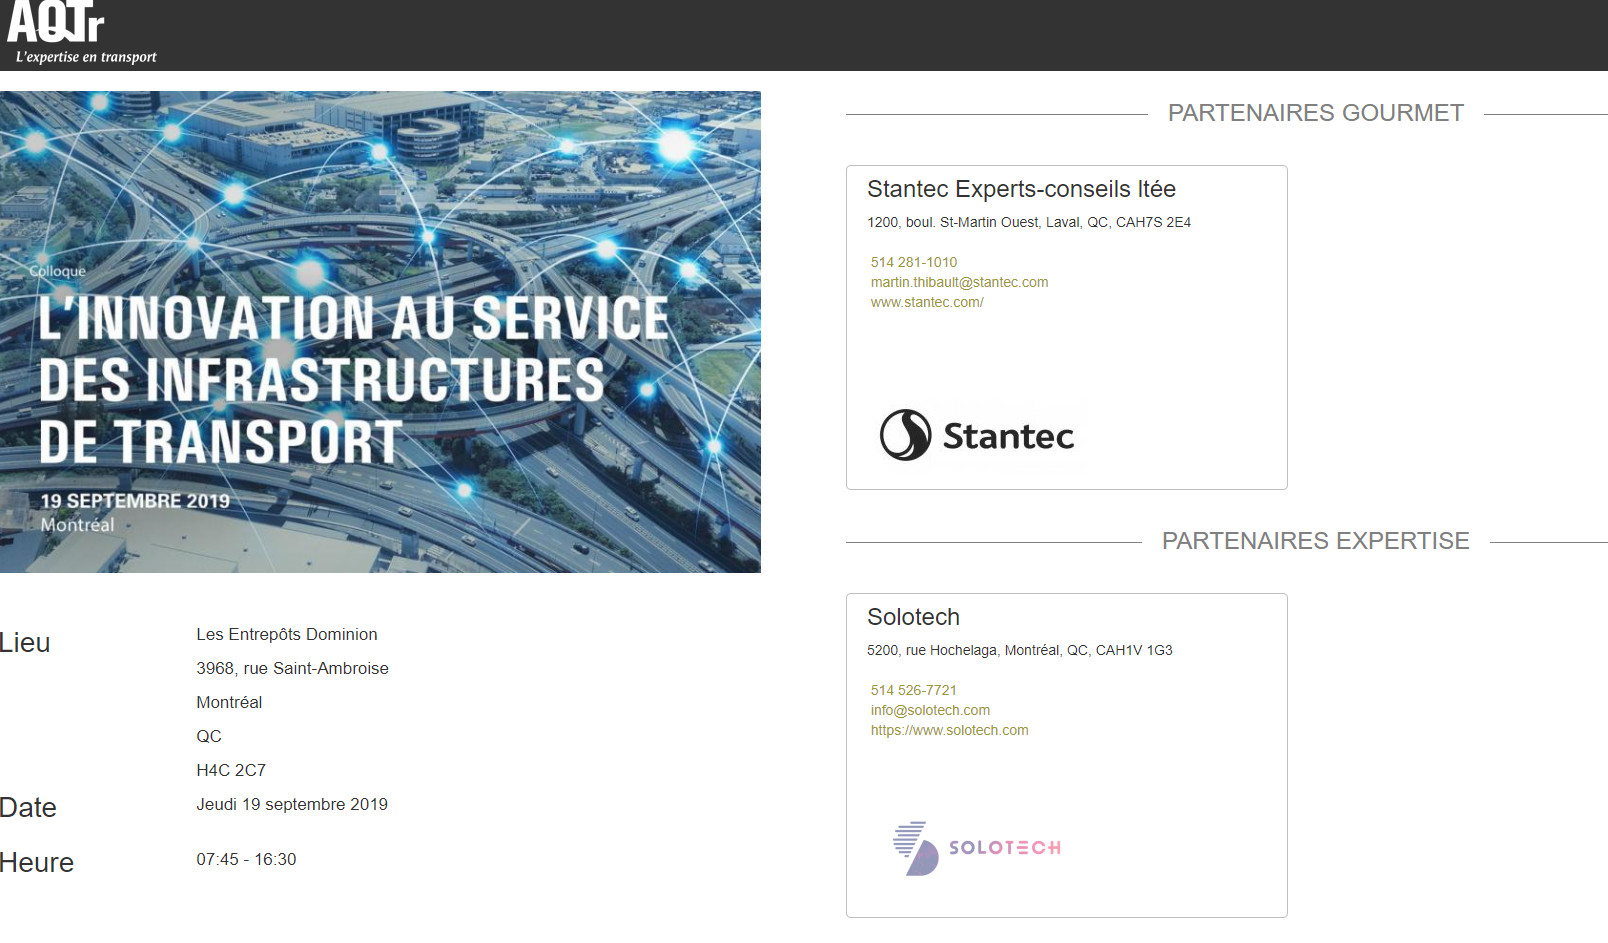 AQTr
L'expertise en transport
Colloque
L'INNOVATION AU SERVICE
DES INFRASTRUCTURES
DE TRANSPORT
19 SEPTEMBRE 2019
Montréal
Lieu
Les Entrepôts Dominion
3968, rue Saint-Ambroise
Montréal
QC
H4C 2C7
Date
Jeudi 19 septembre 2019
Heure
07:45 - 16:30
PARTENAIRES GOURMET
Stantec Experts-conseils ltée
1200, boul. St-Martin Ouest, Laval, QC, CAH7S 2E4
514 281-1010
martin.thibault@stantec.com
www.stantec.com/
Stantec
PARTENAIRES EXPERTISE
Solotech
5200, rue Hochelaga, Montréal, QC, CAH1V 1G3
514 526-7721
info@solotech.com
https://www.solotech.com
SOLOTECH